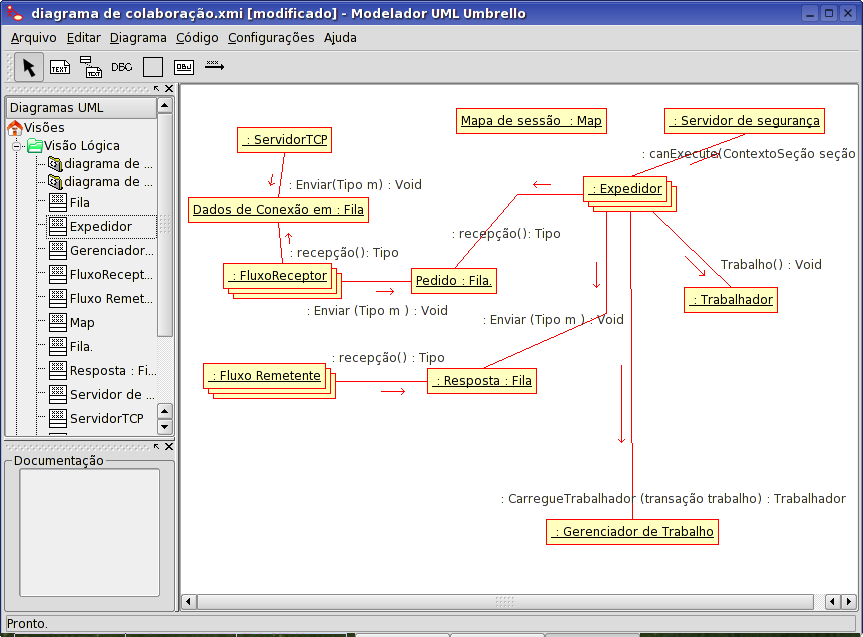 diagrama de colaboração.xmi [modificado] - Modelador UML Umbrello
Arquivo Editar Diagrama Código Configurações Ajuda
TEXT TEXT DBC OBJ
Diagramas UML
Visões
Visão Lógica
diagrama de ...
diagrama de ...
Fila
Expedidor
Gerenciador...
FluxoRecept...
Fluxo Remet...
Map
Fila.
Resposta : Fi...
Servidor de ...
ServidorTCP
Documentação
Mapa de sessão : Map
: Servidor de segurança
: ServidorTCP
: canExecute(ContextoSeção seção
: Enviar(Tipo m) : Void
: Expedidor
Dados de Conexão em : Fila
: recepção(): Tipo
: recepção(): Tipo
Trabalho() : Void
: FluxoReceptor
Pedido : Fila.
: Trabalhador
: Enviar (Tipo m ) : Void
: Enviar (Tipo m ) : Void
: recepção() : Tipo
: Fluxo Remetente
: Resposta : Fila
: CarregueTrabalhador (transação trabalho) : Trabalhador
: Gerenciador de Trabalho
Pronto.